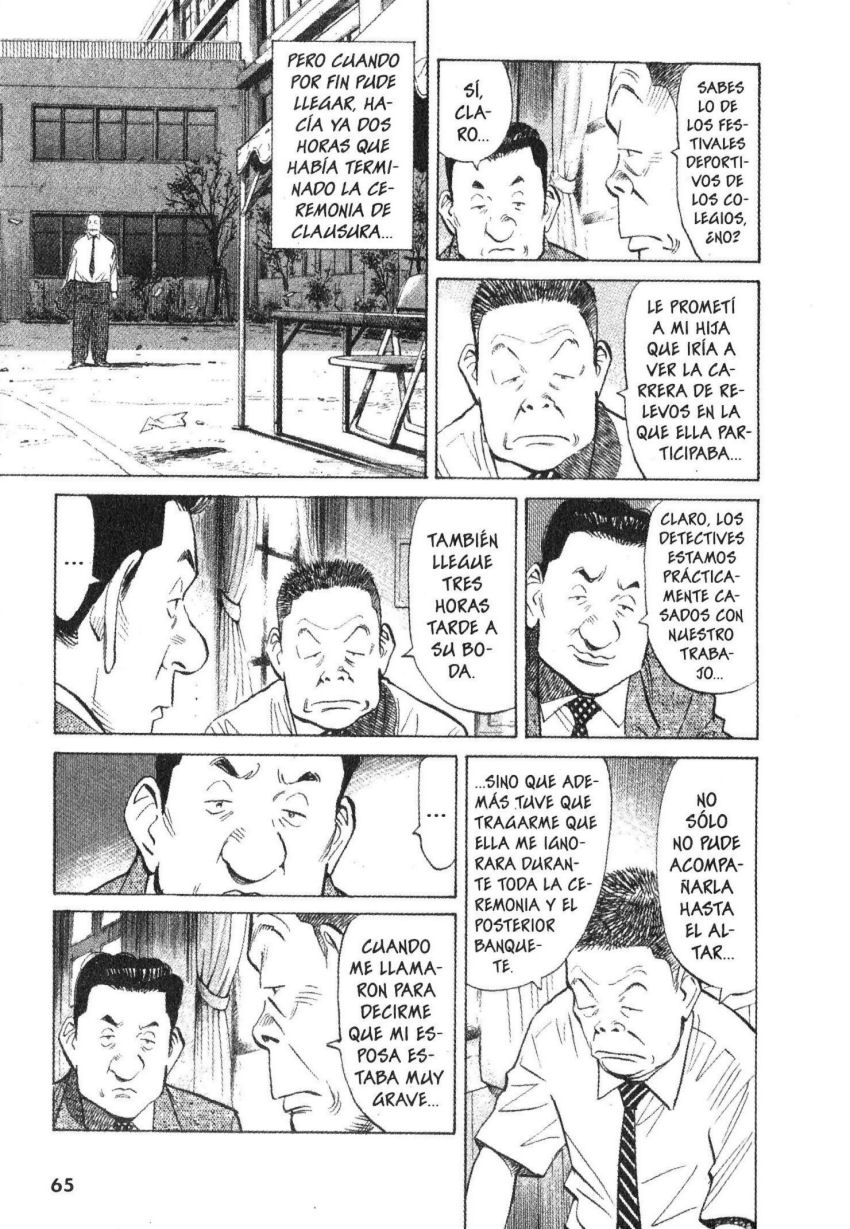 SABES
LO DE
LOS FES-
TIVALES
DEPORTI-
VOS DE
LOS CO-
LEGIOS,
¿NO?
SÍ,
CLA-
RO...
LE PROMETÍ
A MI HIJA
QUE IRÍA A
VER LA CA-
RRERA DE RE-
LEVOS EN LA
QUE ELLA PAR-
TICIPABA...
PERO CUANDO
POR FIN PUDE
LLEGAR, HA-
CÍA YA DOS
HORAS QUE
HABÍA TERMI-
NADO LA CE-
REMONIA DE
CLAUSURA...
CLARO, LOS
DETECTIVES
ESTAMOS
PRÁCTICA-
MENTE CA-
SADOS CON
NUESTRO
TRABA-
JO...
TAMBIÉN
LLEGUE
TRES
HORAS
TARDE A
SU BO-
DA.
...
NO
SÓLO
NO PUDE
ACOMPA-
ÑARLA
HASTA
EL AL-
TAR...
...SINO QUE ADE-
MÁS TUVE QUE
TRAGARME QUE
ELLA ME IGNO-
RARA DURAN-
TE TODA LA CE-
REMONIA Y EL
POSTERIOR
BANQUE-
TE.
...
CUANDO
ME LLAMA-
RON PARA
DECIRME
QUE MI ES-
POSA ES-
TABA MUY
GRAVE...
65